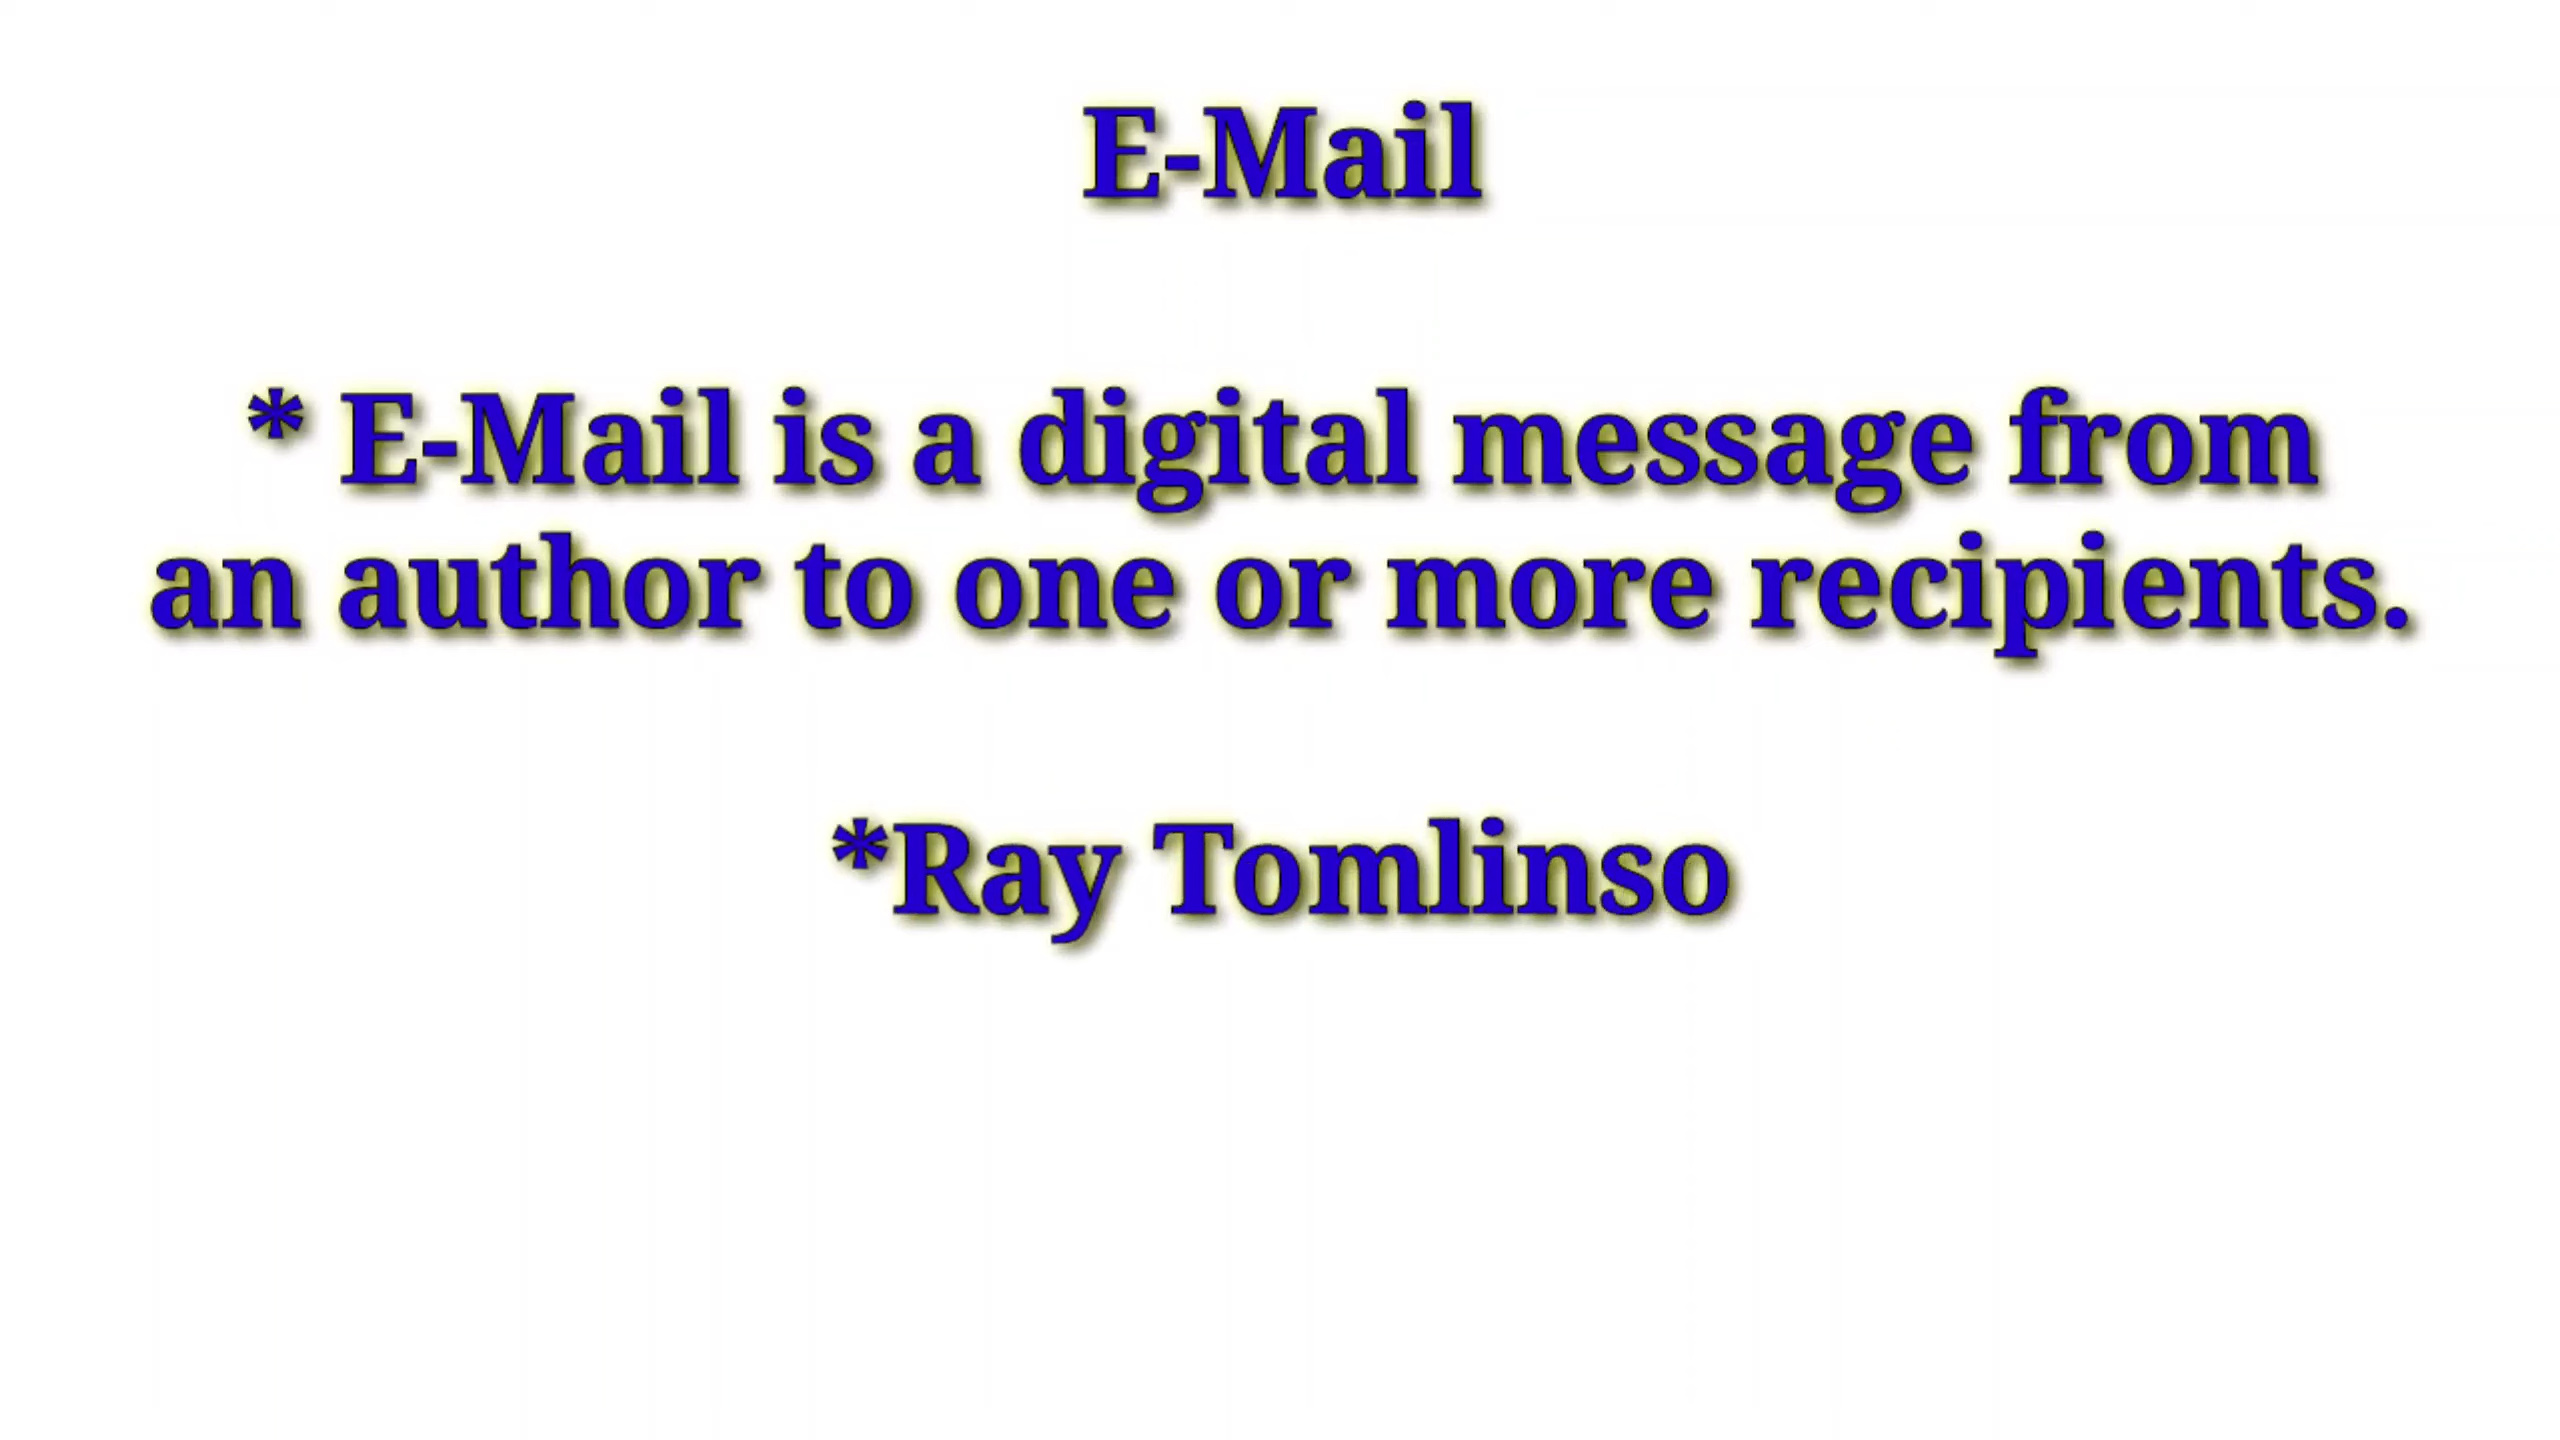 E-Mail
* E-Mail is a digital message from
an author to one or more recipients.
*Ray Tomlinso